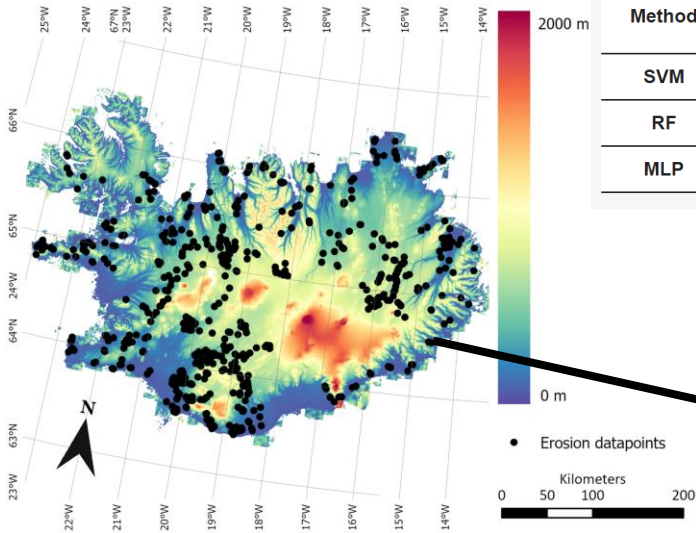 25°W
24°W
67°N
23°W
22°W
21°W
20°W
19°W
18°W
17°W
16°W
15°W
14°W
2000 m
0 m
Method
SVM
RF
MLP
66°N
65°N
24°W
64°N
63°N
23°W
N
22°W
21°W
20°W
19°W
18°W
17°W
16°W
15°W
14°W
Erosion datapoints
Kilometers
0 50 100 200